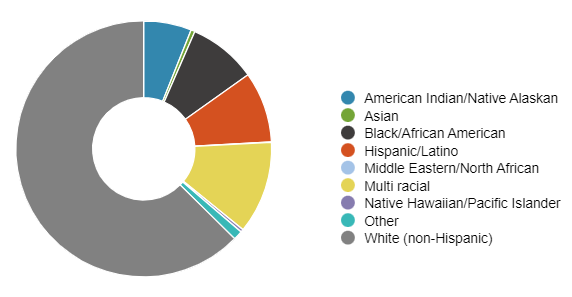 American Indian/Native Alaskan
Asian
Black/African American
Hispanic/Latino
Middle Eastern/North African
Multi racial
Native Hawaiian/Pacific Islander
Other
White (non-Hispanic)